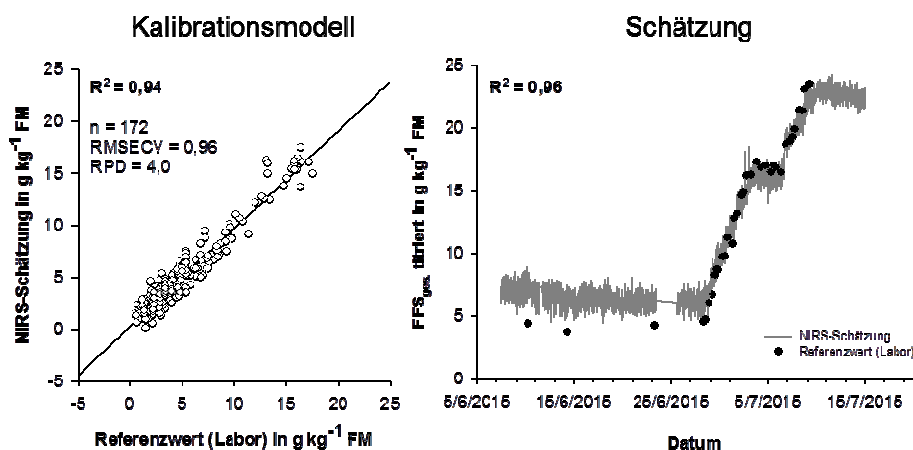 Kalibrationsmodell
Schätzung
25
20
15
10
5
0
-5
R² = 0,94
n = 172
RMSECV = 0,96
RPD = 4,0
NIRS-Schätzung in g kg⁻¹ FM
-5 0 5 10 15 20 25
Referenzwert (Labor) in g kg⁻¹ FM
25
20
15
10
5
0
R² = 0,96
FFSges. titriert in g kg⁻¹ FM
NIRS-Schätzung
Referenzwert (Labor)
5/6/2015 15/6/2015 25/6/2015 5/7/2015 15/7/2015
Datum